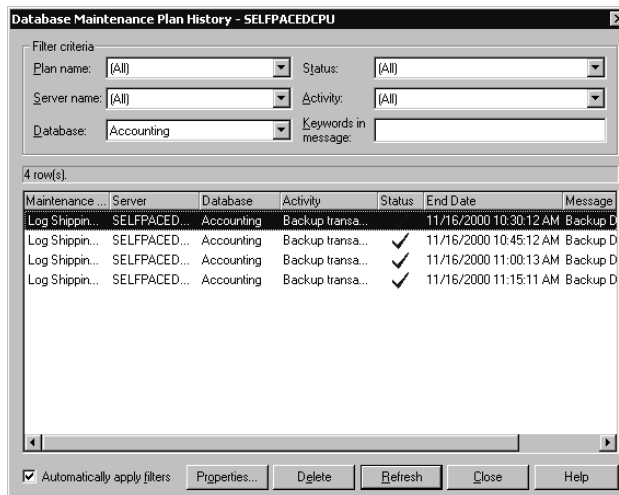 Database Maintenance Plan History - SELFPACEDCPU
Filter criteria
Plan name: (All) Status: (All)
Server name: (All) Activity: (All)
Database: Accounting Keywords in message:
4 row(s).
Maintenance ... Server Database Activity Status End Date Message
Log Shippin... SELFPACED... Accounting Backup transa... 11/16/2000 10:30:12 AM Backup D
Log Shippin... SELFPACED... Accounting Backup transa... ✓ 11/16/2000 10:45:12 AM Backup D
Log Shippin... SELFPACED... Accounting Backup transa... ✓ 11/16/2000 11:00:13 AM Backup D
Log Shippin... SELFPACED... Accounting Backup transa... ✓ 11/16/2000 11:15:11 AM Backup D
Automatically apply filters Properties... Delete Refresh Close Help